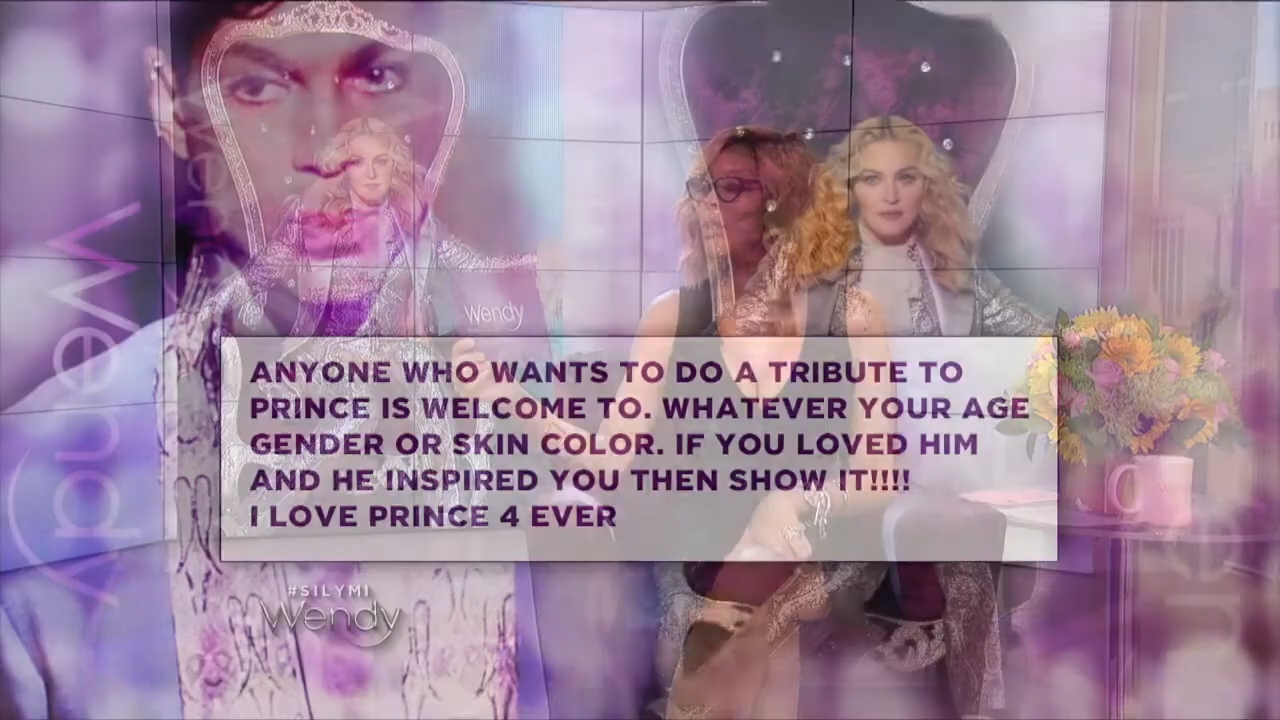 Wendy
ANYONE WHO WANTS TO DO A TRIBUTE TO
PRINCE IS WELCOME TO. WHATEVER YOUR AGE
GENDER OR SKIN COLOR. IF YOU LOVED HIM
AND HE INSPIRED YOU THEN SHOW IT!!!!
I LOVE PRINCE 4 EVER
#SILYMI
Wendy
Wendy